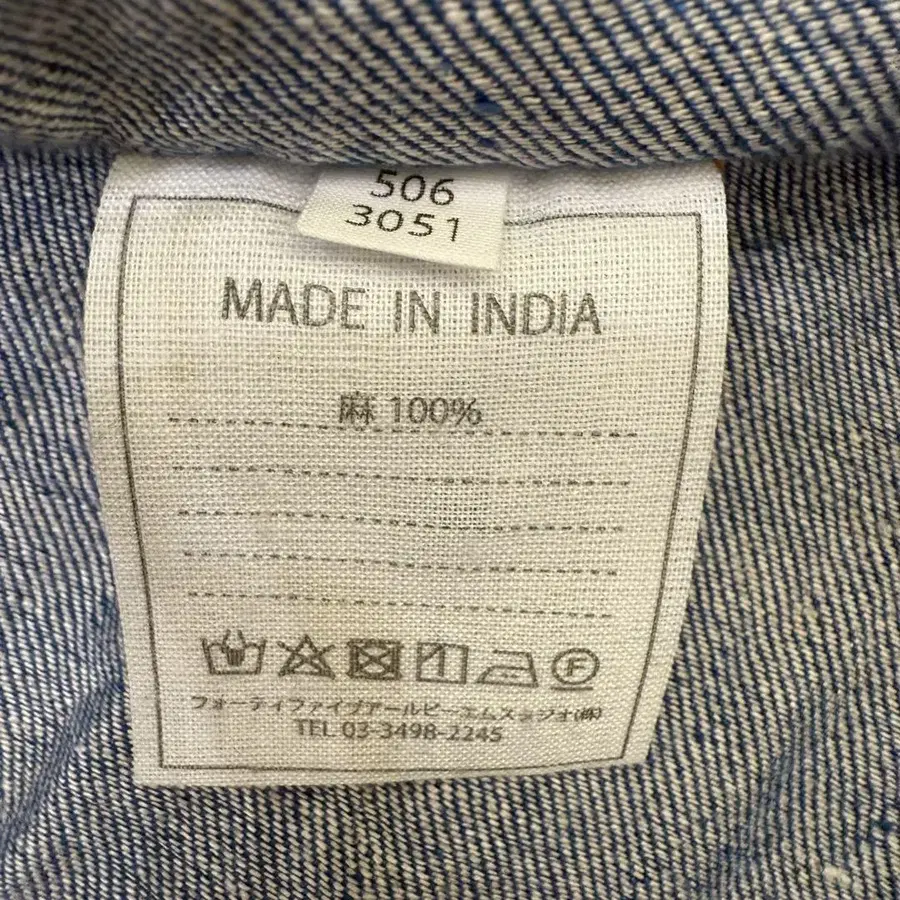 506
3051
MADE IN INDIA
麻 100%
フォーティファイブアールピーエムスタジオ(株)
TEL 03-3498-2245